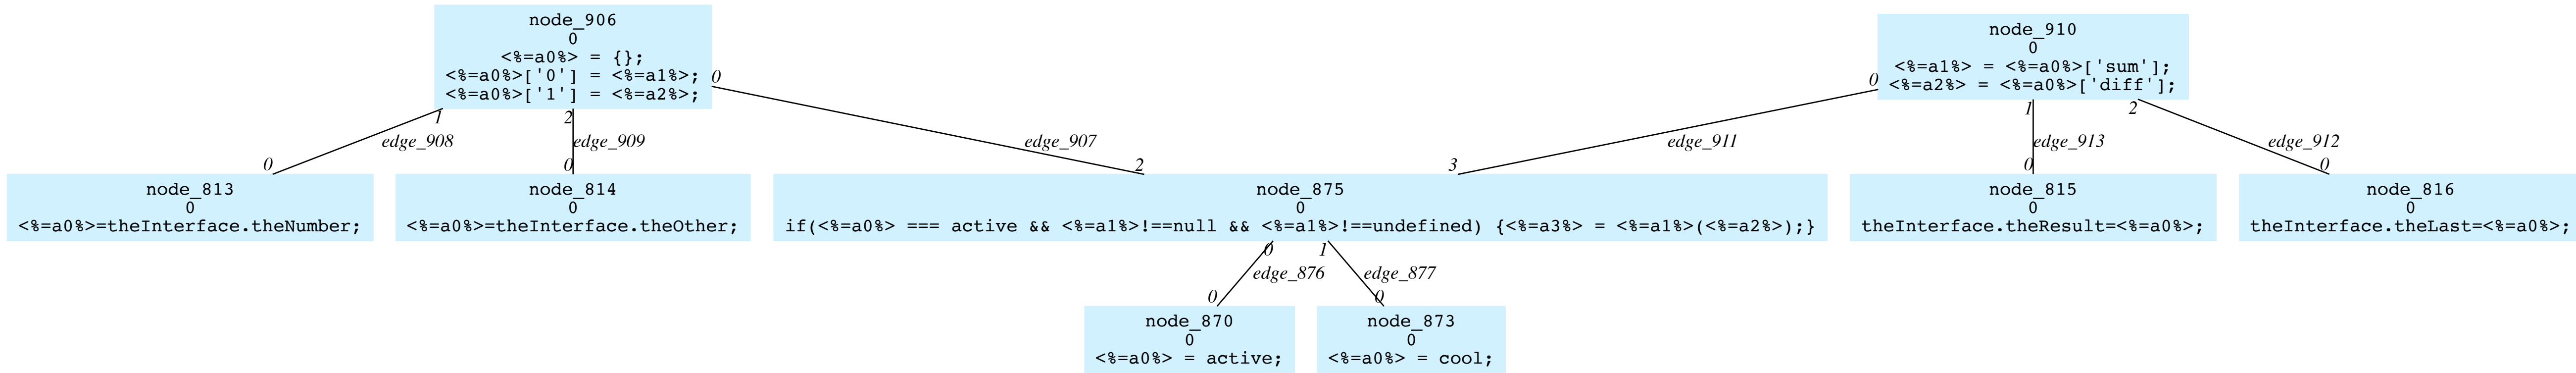 node_906
0
<%=a0%> = {};
<%=a0%>['0'] = <%=a1%>;
<%=a0%>['1'] = <%=a2%>;
node_910
0
<%=a1%> = <%=a0%>['sum'];
<%=a2%> = <%=a0%>['diff'];
0
0
1
2
1
2
edge_908
edge_909
edge_907
edge_911
edge_913
edge_912
0
0
2
3
0
0
node_813
0
<%=a0%>=theInterface.theNumber;
node_814
0
<%=a0%>=theInterface.theOther;
node_875
0
if(<%=a0%> === active && <%=a1%>!==null && <%=a1%>!==undefined) {<%=a3%> = <%=a1%>(<%=a2%>);}
node_815
0
theInterface.theResult=<%=a0%>;
node_816
0
theInterface.theLast=<%=a0%>;
0
1
edge_876
edge_877
0
0
node_870
0
<%=a0%> = active;
node_873
0
<%=a0%> = cool;